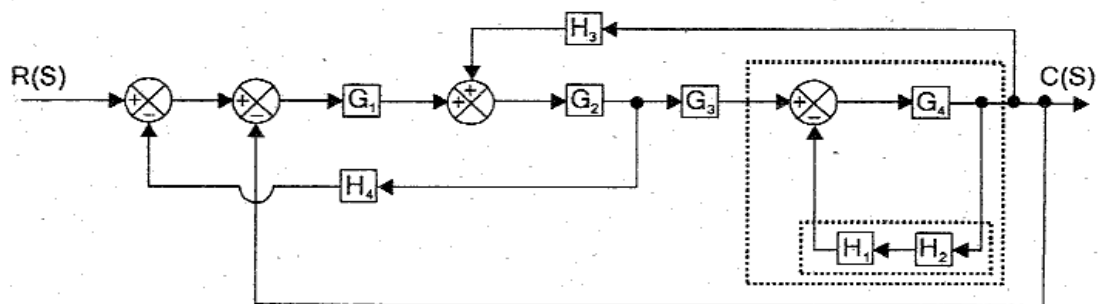 H₃
R(S)
C(S)
+
−
+
−
G₁
+
+
G₂
G₃
+
−
G₄
H₄
H₁
H₂